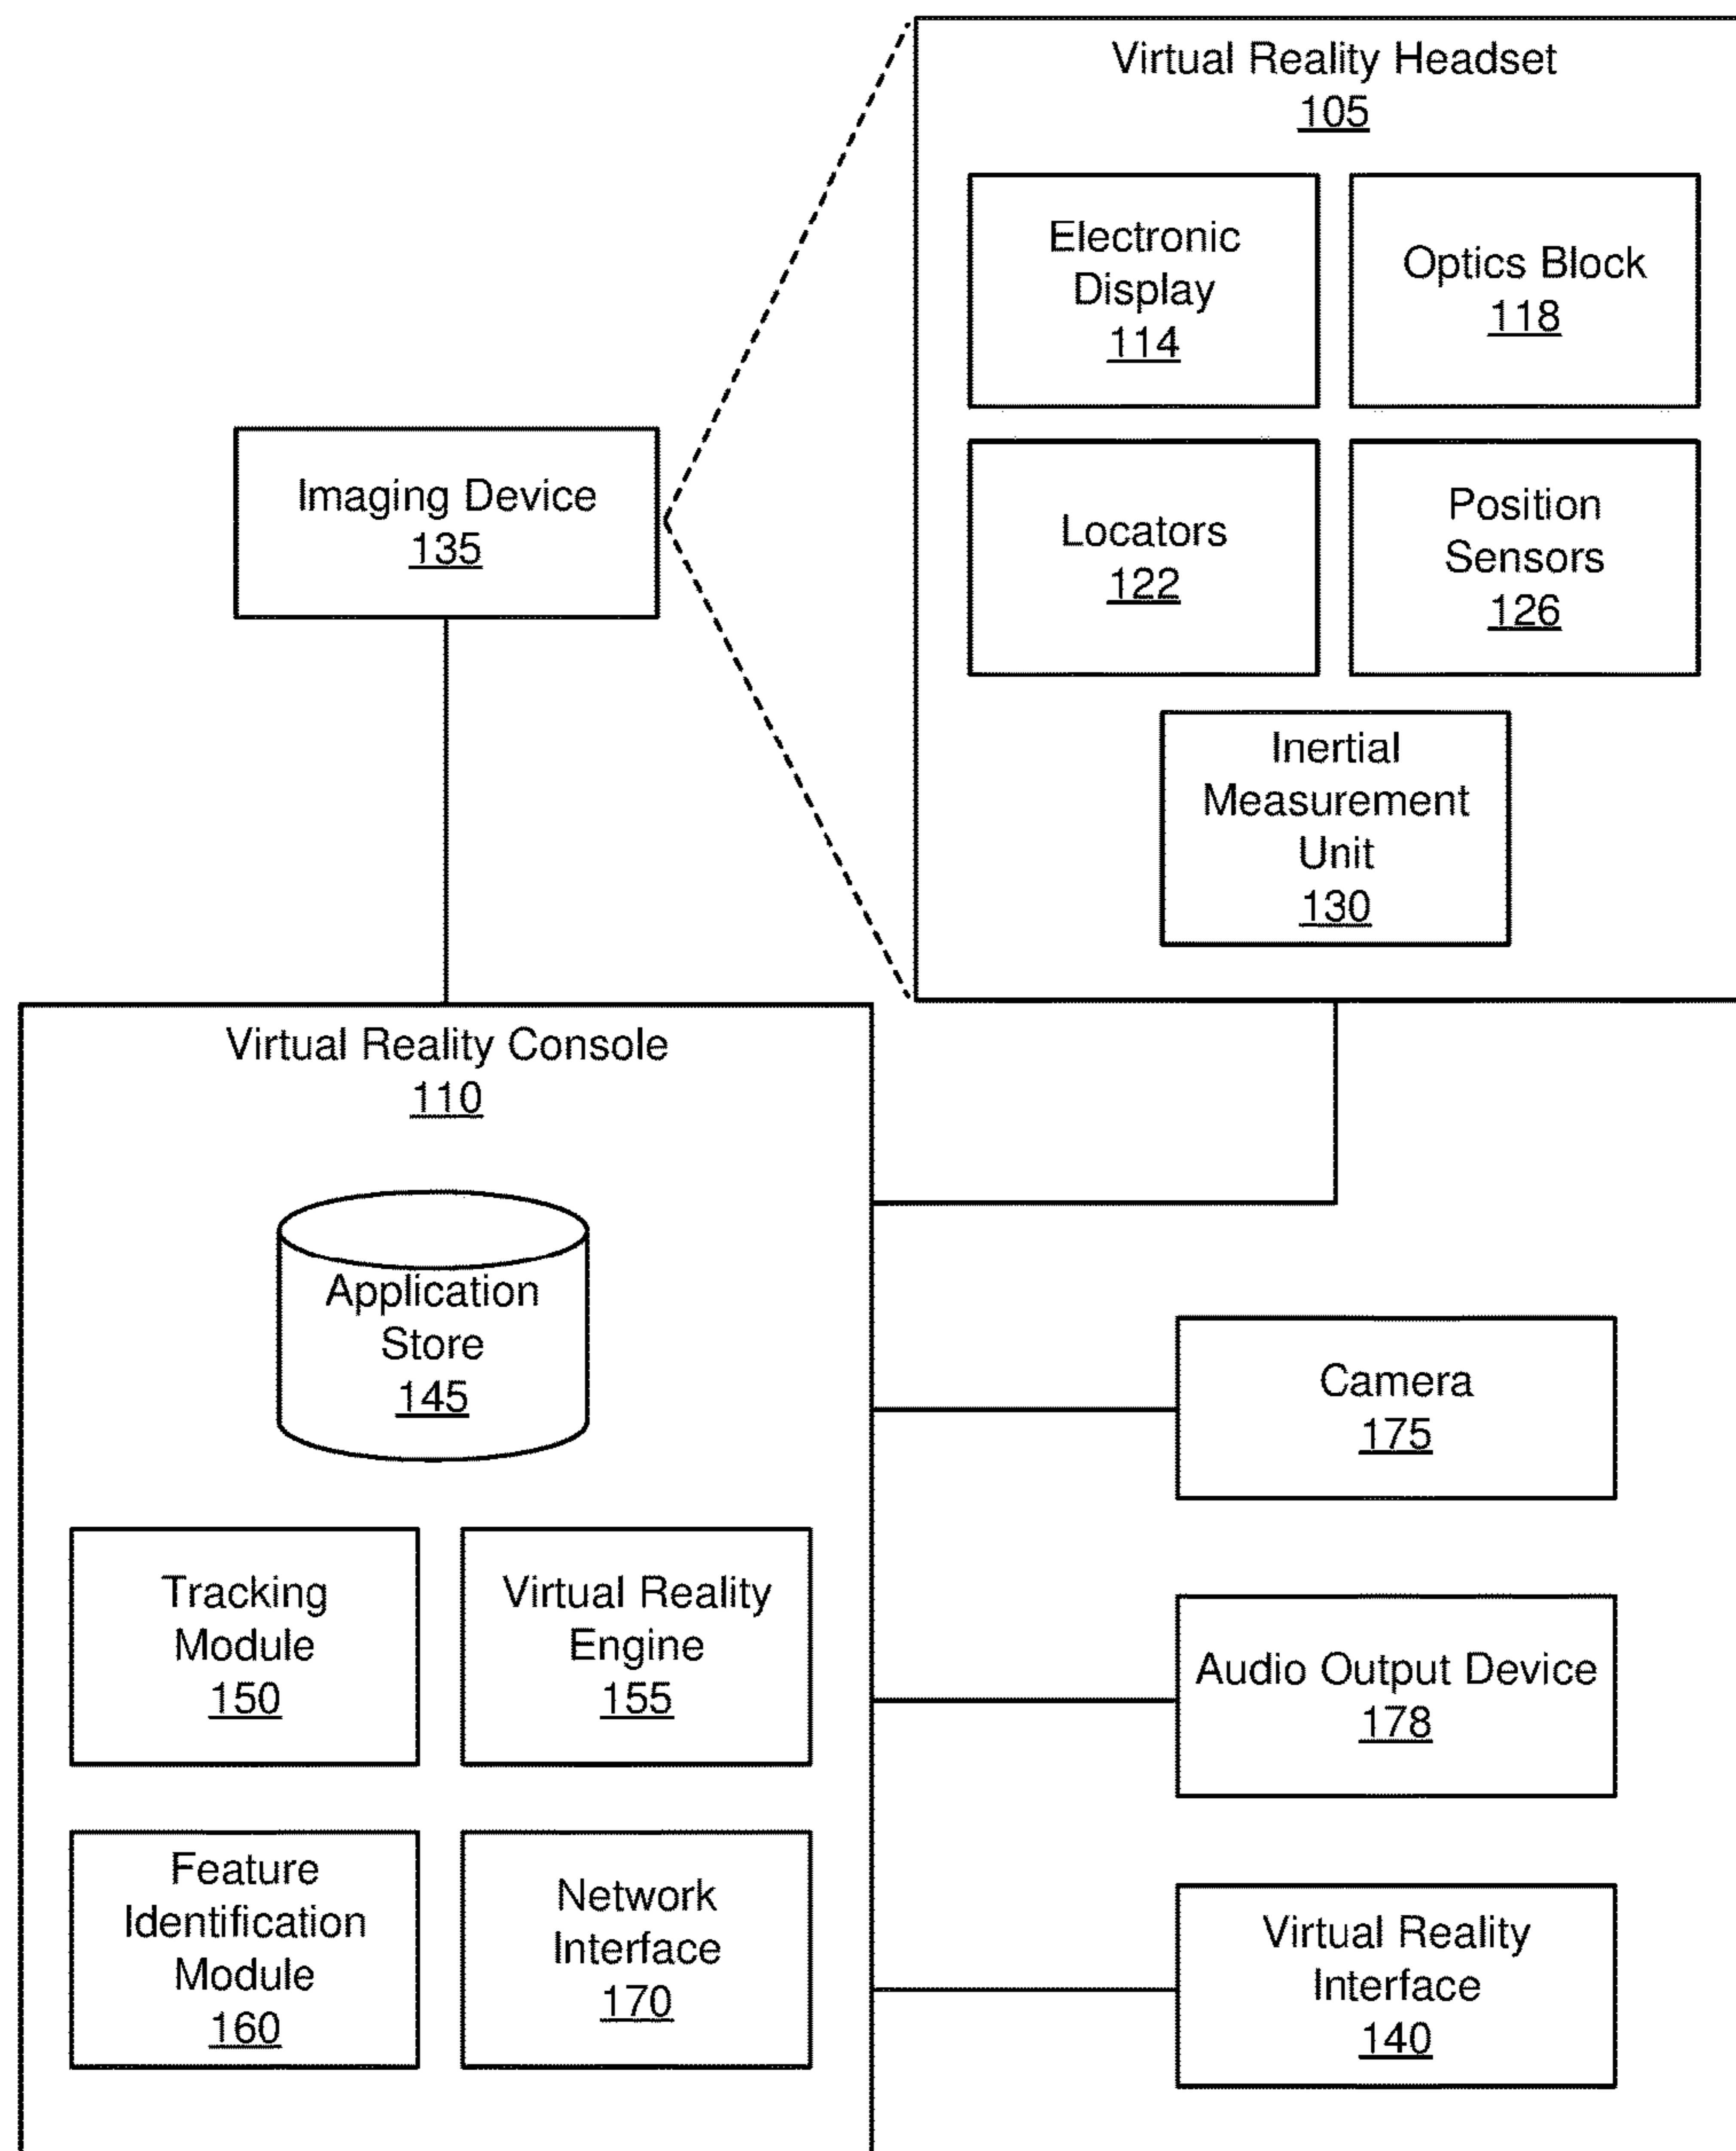 Virtual Reality Headset
105
Electronic
Display
114
Optics Block
118
Imaging Device
135
Locators
122
Position
Sensors
126
Inertial
Measurement
Unit
130
Virtual Reality Console
110
Application
Store
145
Camera
175
Tracking
Module
150
Virtual Reality
Engine
155
Audio Output Device
178
Feature
Identification
Module
160
Network
Interface
170
Virtual Reality
Interface
140